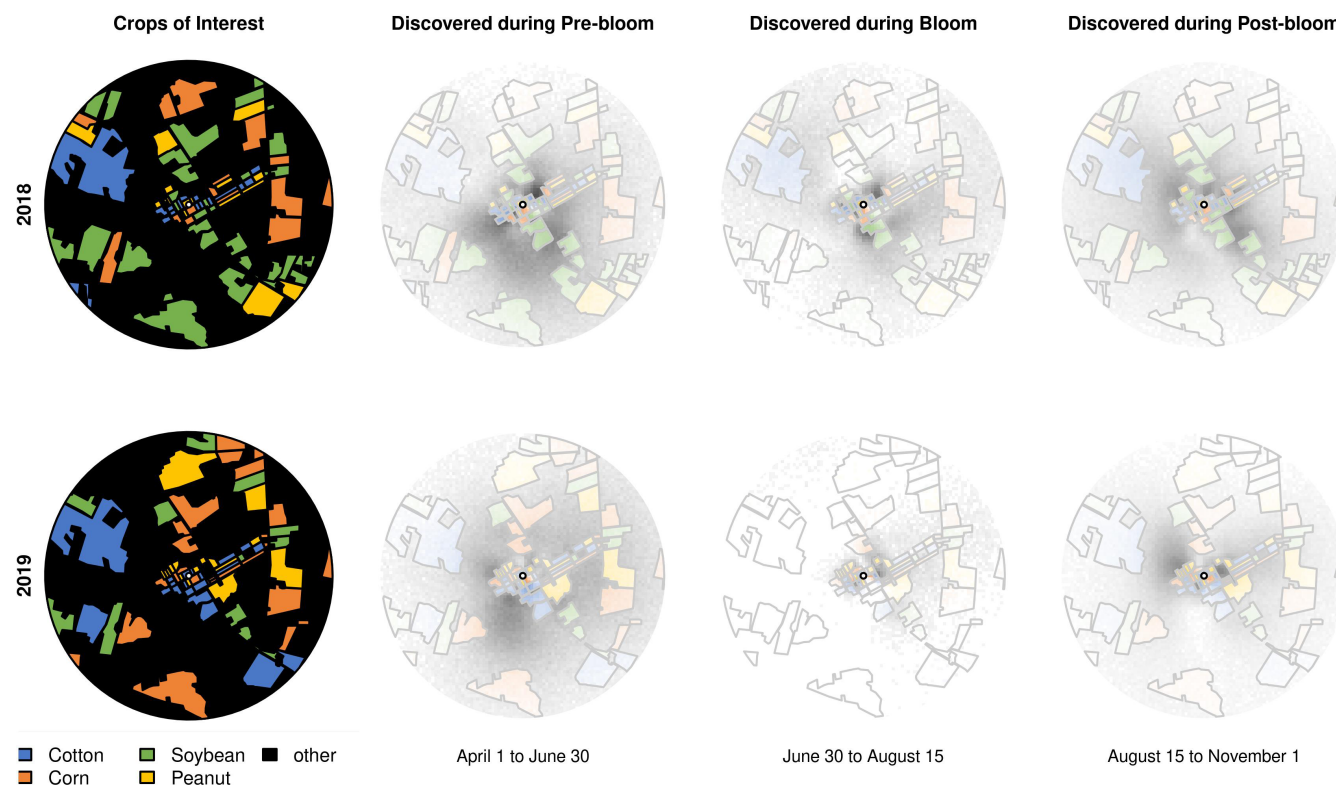 Crops of Interest
Discovered during Pre-bloom
Discovered during Bloom
Discovered during Post-bloom
2018
2019
Cotton
Soybean
other
Corn
Peanut
April 1 to June 30
June 30 to August 15
August 15 to November 1